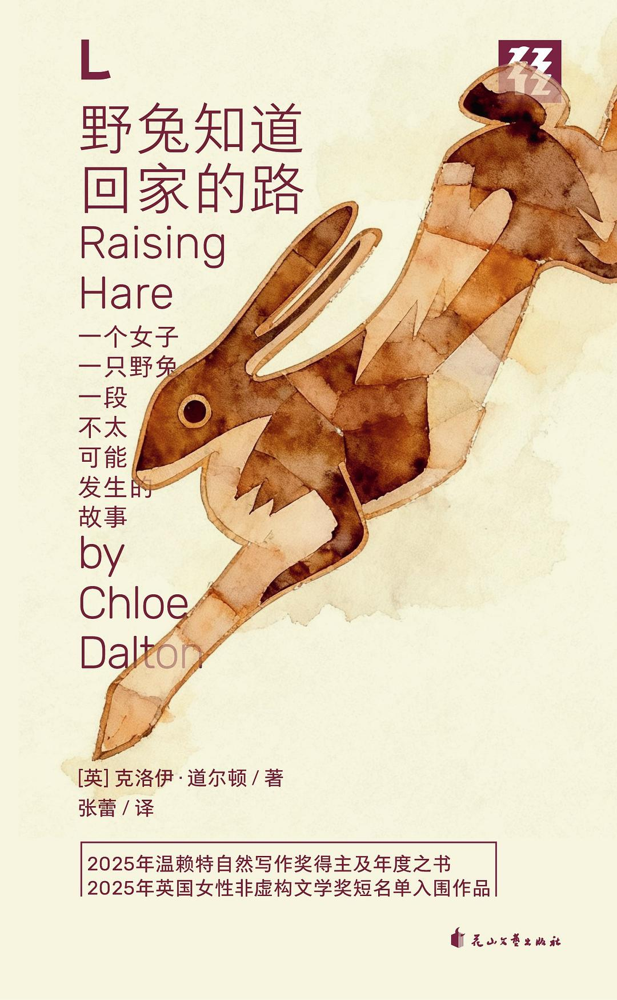 L
丝
野兔知道
回家的路
Raising
Hare
一个女子
一只野兔
一段
不太
可能
发生的
故事
by
Chloe
Dalton
[英] 克洛伊·道尔顿 / 著
张蕾 / 译
2025年温赖特自然写作奖得主及年度之书
2025年英国女性非虚构文学奖短名单入围作品
花山文艺出版社